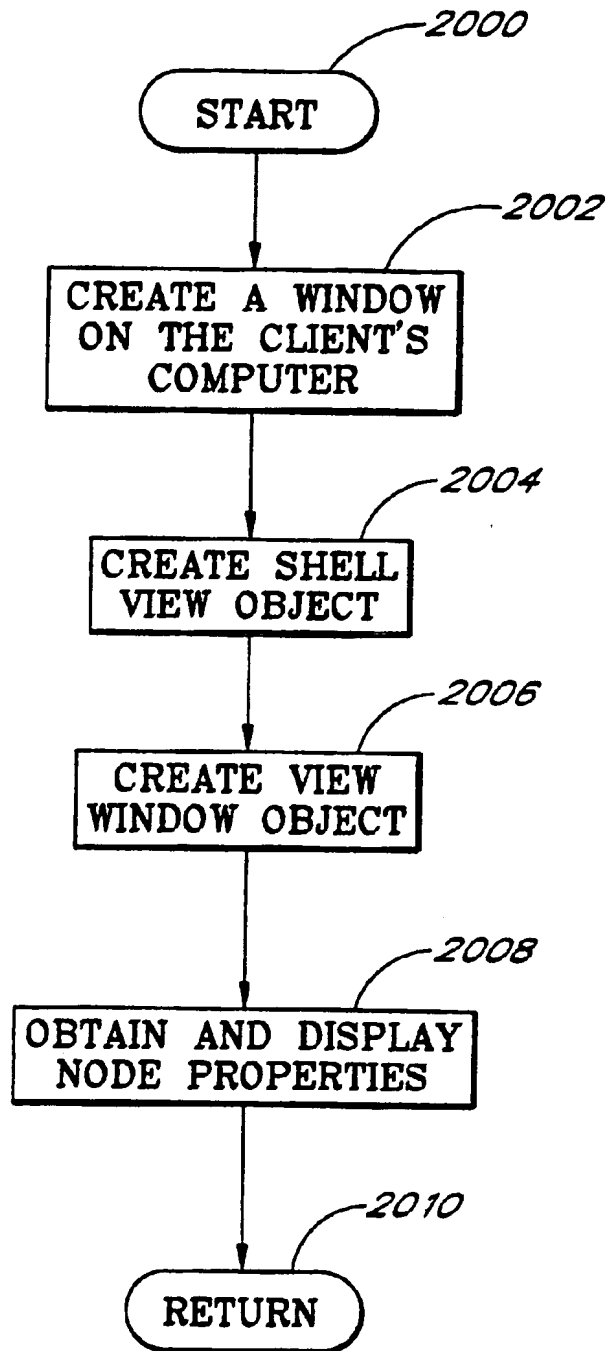 2000
START
2002
CREATE A WINDOW
ON THE CLIENT'S
COMPUTER
2004
CREATE SHELL
VIEW OBJECT
2006
CREATE VIEW
WINDOW OBJECT
2008
OBTAIN AND DISPLAY
NODE PROPERTIES
2010
RETURN